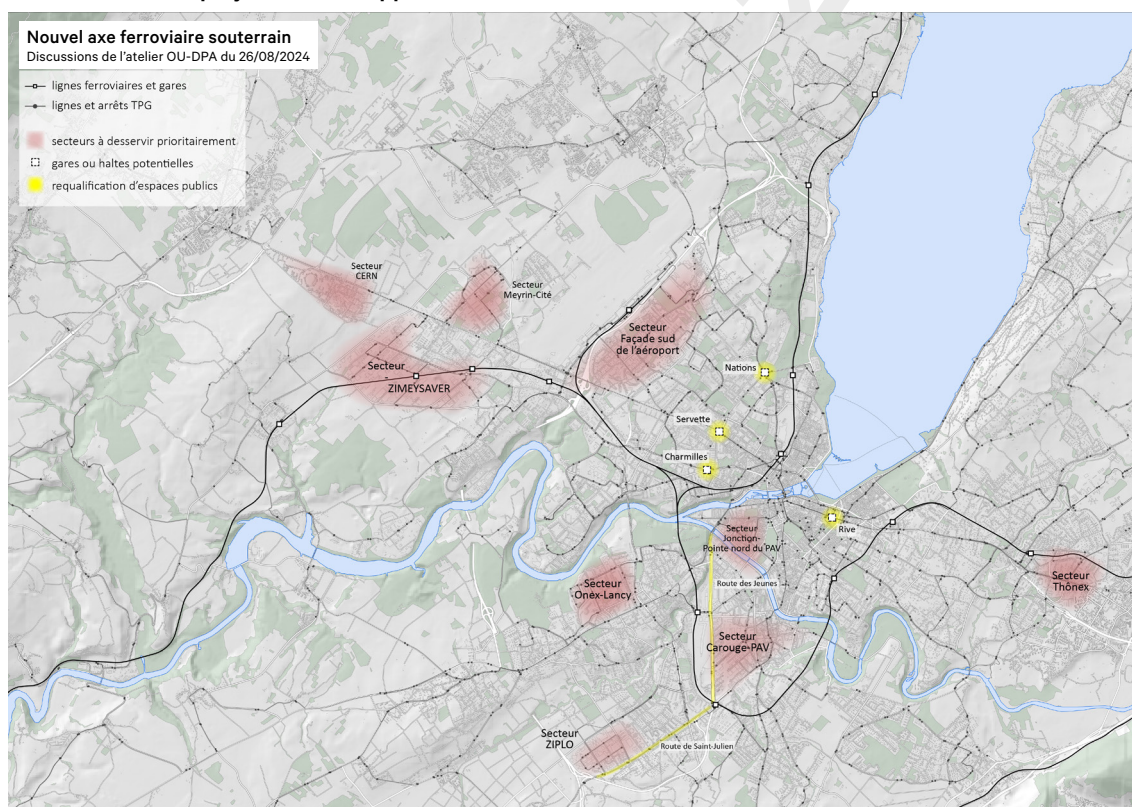 Nouvel axe ferroviaire souterrain
Discussions de l'atelier OU-DPA du 26/08/2024
lignes ferroviaires et gares
lignes et arrêts TPG
secteurs à desservir prioritairement
gares ou haltes potentielles
requalification d'espaces publics
Secteur
CERN
Secteur
Meyrin-Cité
Secteur
Façade sud
de l'aéroport
Secteur
ZIMEYSAVER
Nations
Servette
Charmilles
Rive
Secteur
Jonction-
Pointe nord du PAV
Secteur
Onex-Lancy
Route des Jeunes
Secteur
Thônex
Secteur
Carouge-PAV
Secteur
ZIPLO
Route de Saint-Julien